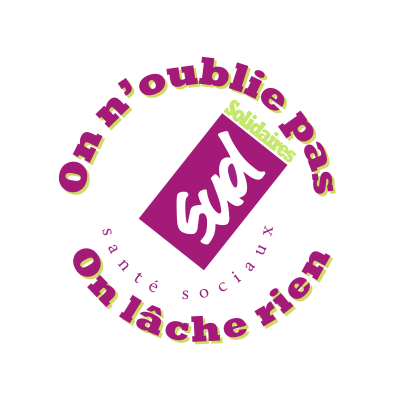 On n'oublie pas
Solidaires
Sud
santé sociaux
On lâche rien